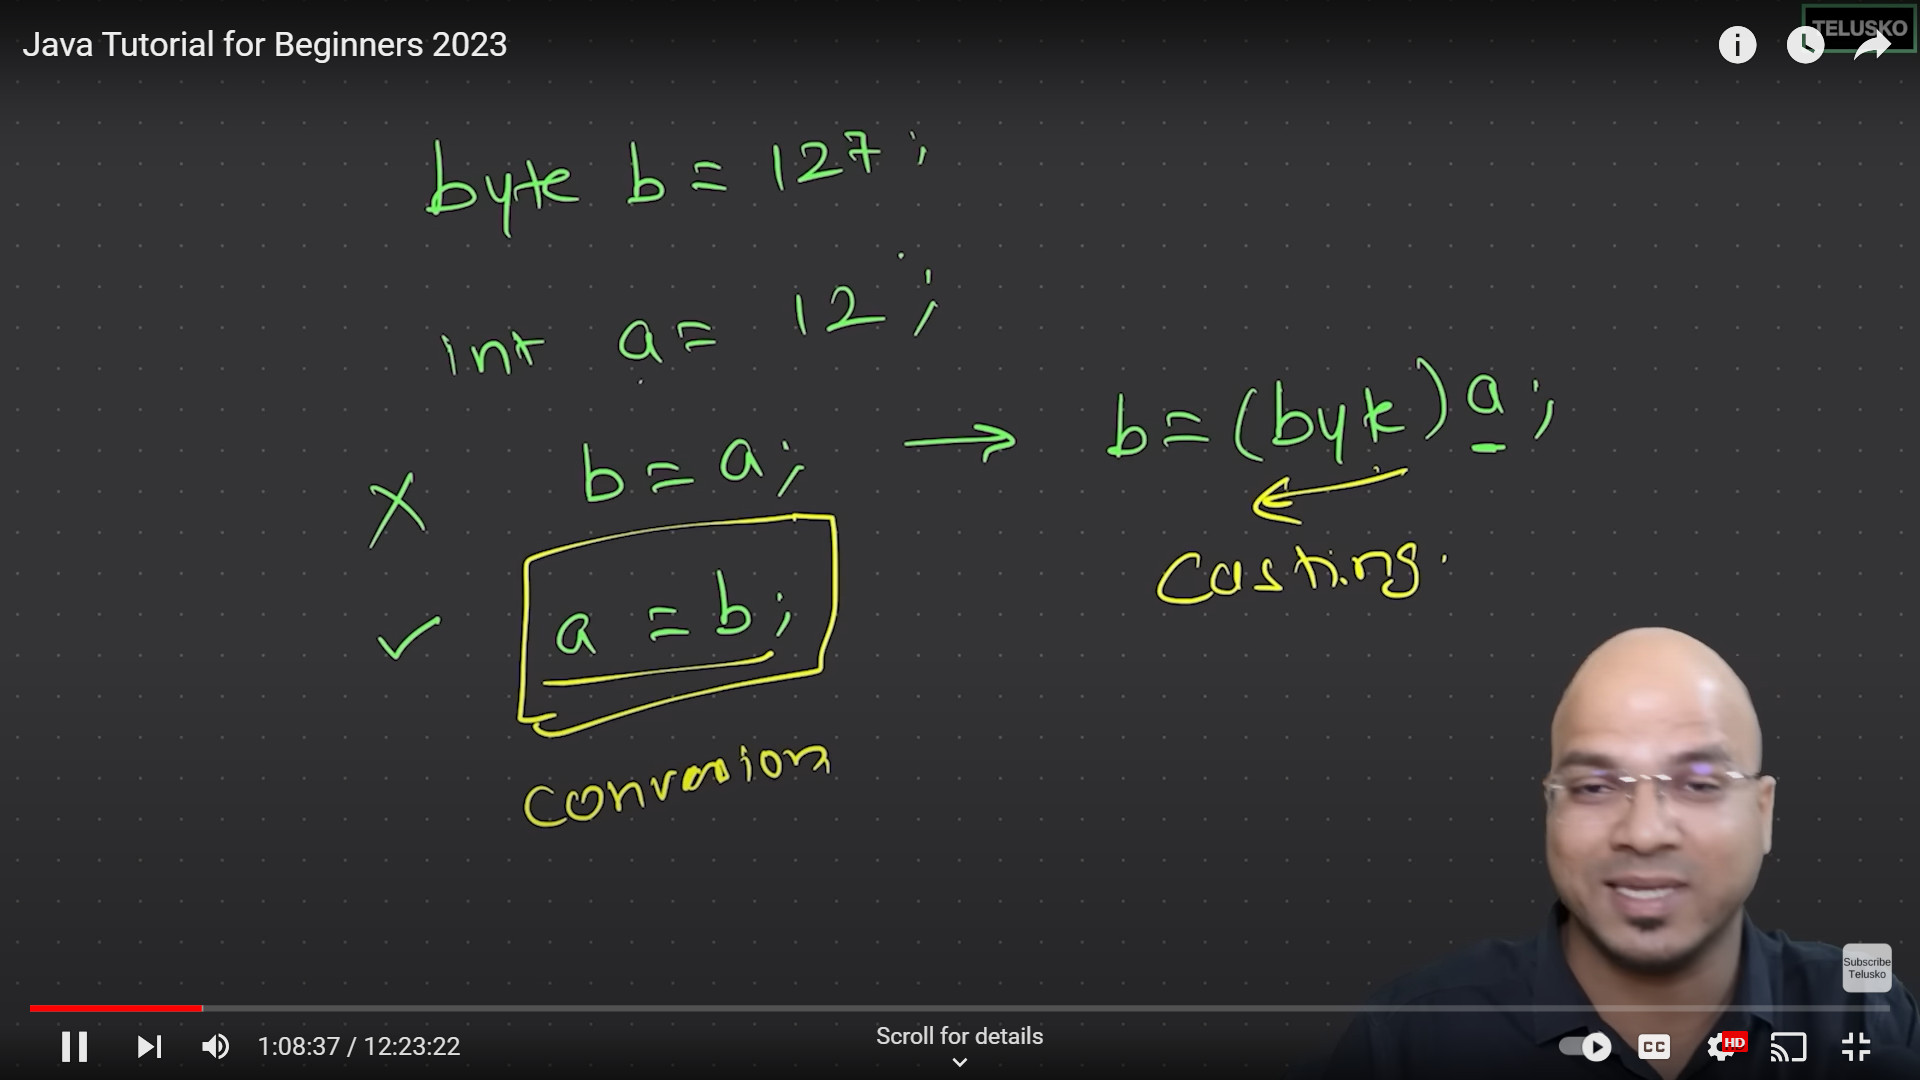 Java Tutorial for Beginners 2023
TELUSKO
byte b = 127;
int a = 12;
b = a; → b = (byte) a;
a = b;
Casting.
Conversion
Subscribe
Telusko
Scroll for details
1:08:37 / 12:23:22
CC
HD